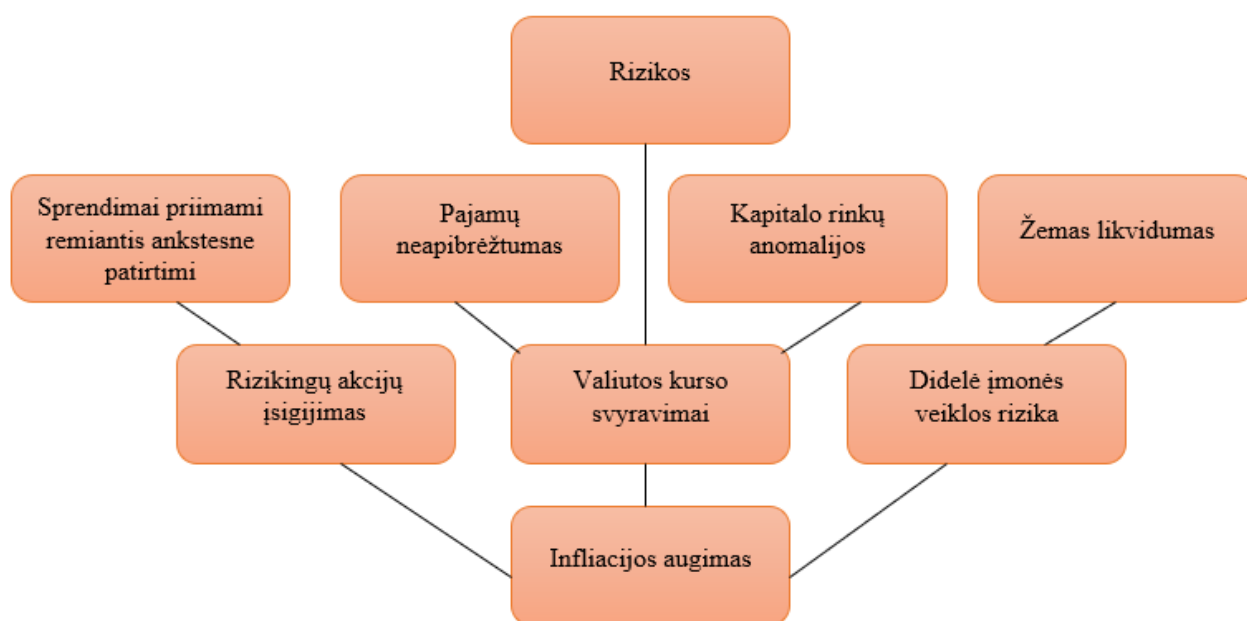 Rizikos
Sprendimai priimami
remiantis ankstesne
patirtimi
Pajamų
neapibrėžtumas
Kapitalo rinkų
anomalijos
Žemas likvidumas
Rizikingų akcijų
įsigijimas
Valiutos kurso
svyravimai
Didelė įmonės
veiklos rizika
Infliacijos augimas